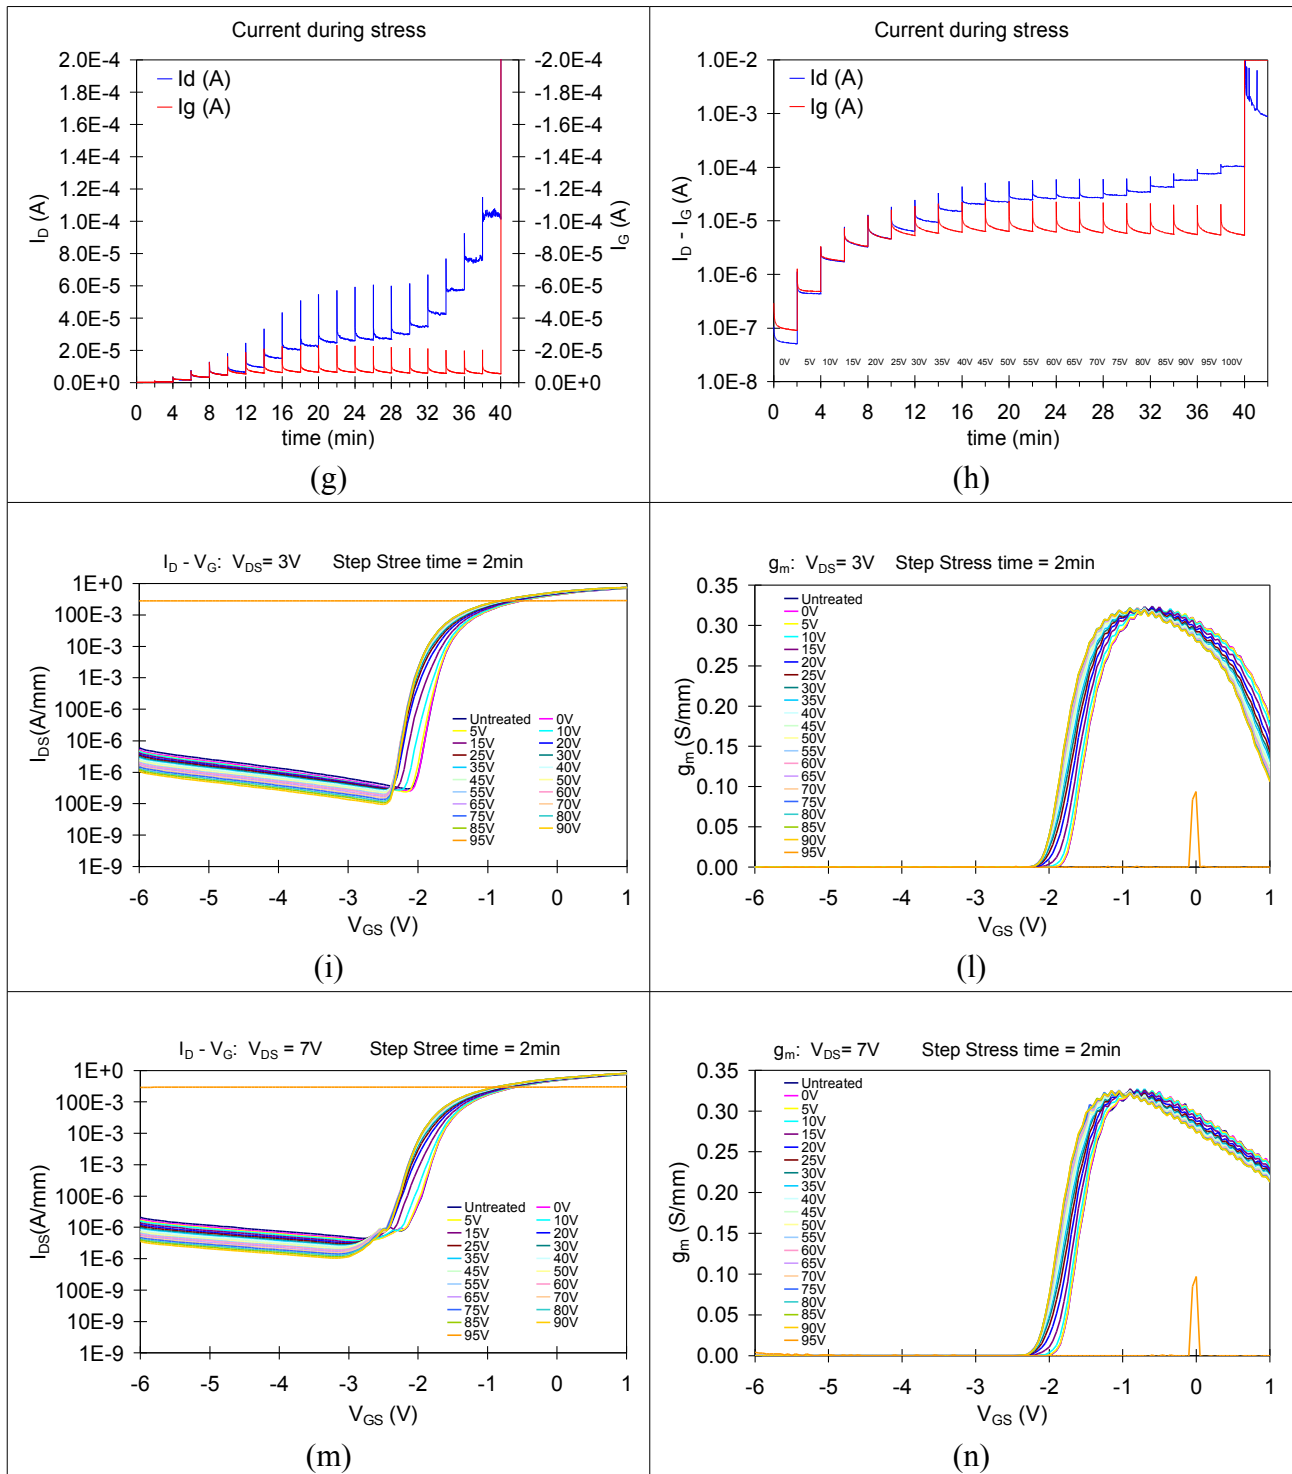 Current during stress
2.0E-4
1.8E-4
1.6E-4
1.4E-4
1.2E-4
1.0E-4
8.0E-5
6.0E-5
4.0E-5
2.0E-5
0.0E+0
I_D (A)
Id (A)
Ig (A)
-2.0E-4
-1.8E-4
-1.6E-4
-1.4E-4
-1.2E-4
-1.0E-4
-8.0E-5
-6.0E-5
-4.0E-5
-2.0E-5
0.0E+0
I_G (A)
0 4 8 12 16 20 24 28 32 36 40
time (min)
(g)
Current during stress
1.0E-2
1.0E-3
1.0E-4
1.0E-5
1.0E-6
1.0E-7
1.0E-8
I_D - I_G (A)
Id (A)
Ig (A)
0V 5V 10V 15V 20V 25V 30V 35V 40V 45V 50V 55V 60V 65V 70V 75V 80V 85V 90V 95V 100V
0 4 8 12 16 20 24 28 32 36 40
time (min)
(h)
I_D - V_G: V_DS= 3V Step Stree time = 2min
1E+0
100E-3
10E-3
1E-3
100E-6
10E-6
1E-6
100E-9
10E-9
1E-9
I_DS(A/mm)
Untreated 0V
5V 10V
15V 20V
25V 30V
35V 40V
45V 50V
55V 60V
65V 70V
75V 80V
85V 90V
95V
-6 -5 -4 -3 -2 -1 0 1
V_GS (V)
(i)
g_m: V_DS= 3V Step Stress time = 2min
0.35
0.30
0.25
0.20
0.15
0.10
0.05
0.00
g_m (S/mm)
Untreated
0V
5V
10V
15V
20V
25V
30V
35V
40V
45V
50V
55V
60V
65V
70V
75V
80V
85V
90V
95V
-6 -5 -4 -3 -2 -1 0 1
V_GS (V)
(l)
I_D - V_G: V_DS = 7V Step Stree time = 2min
1E+0
100E-3
10E-3
1E-3
100E-6
10E-6
1E-6
100E-9
10E-9
1E-9
I_DS(A/mm)
Untreated 0V
5V 10V
15V 20V
25V 30V
35V 40V
45V 50V
55V 60V
65V 70V
75V 80V
85V 90V
95V
-6 -5 -4 -3 -2 -1 0 1
V_GS (V)
(m)
g_m: V_DS= 7V Step Stress time = 2min
0.35
0.30
0.25
0.20
0.15
0.10
0.05
0.00
g_m (S/mm)
Untreated
0V
5V
10V
15V
20V
25V
30V
35V
40V
45V
50V
55V
60V
65V
70V
75V
80V
85V
90V
95V
-6 -5 -4 -3 -2 -1 0 1
V_GS (V)
(n)